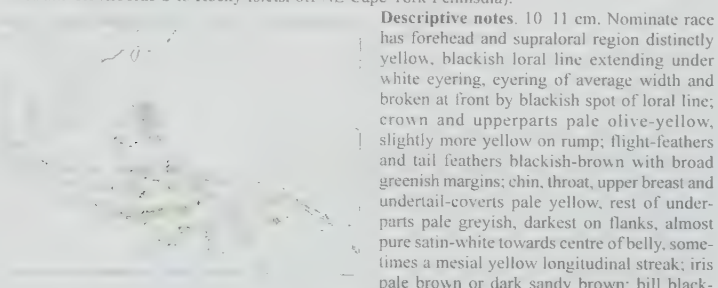 off NE Cape York Peninsula).
Descriptive notes. 10–11 cm. Nominate race
has forehead and supraloral region distinctly
yellow, blackish loral line extending under
white eyering, eyering of average width and
broken at front by blackish spot of loral line;
crown and upperparts pale olive-yellow,
slightly more yellow on rump; flight-feathers
and tail feathers blackish-brown with broad
greenish margins; chin, throat, upper breast and
undertail-coverts pale yellow, rest of under-
parts pale greyish, darkest on flanks, almost
pure satin-white towards centre of belly, some-
times a mesial yellow longitudinal streak; iris
pale brown or dark sandy brown; bill black-